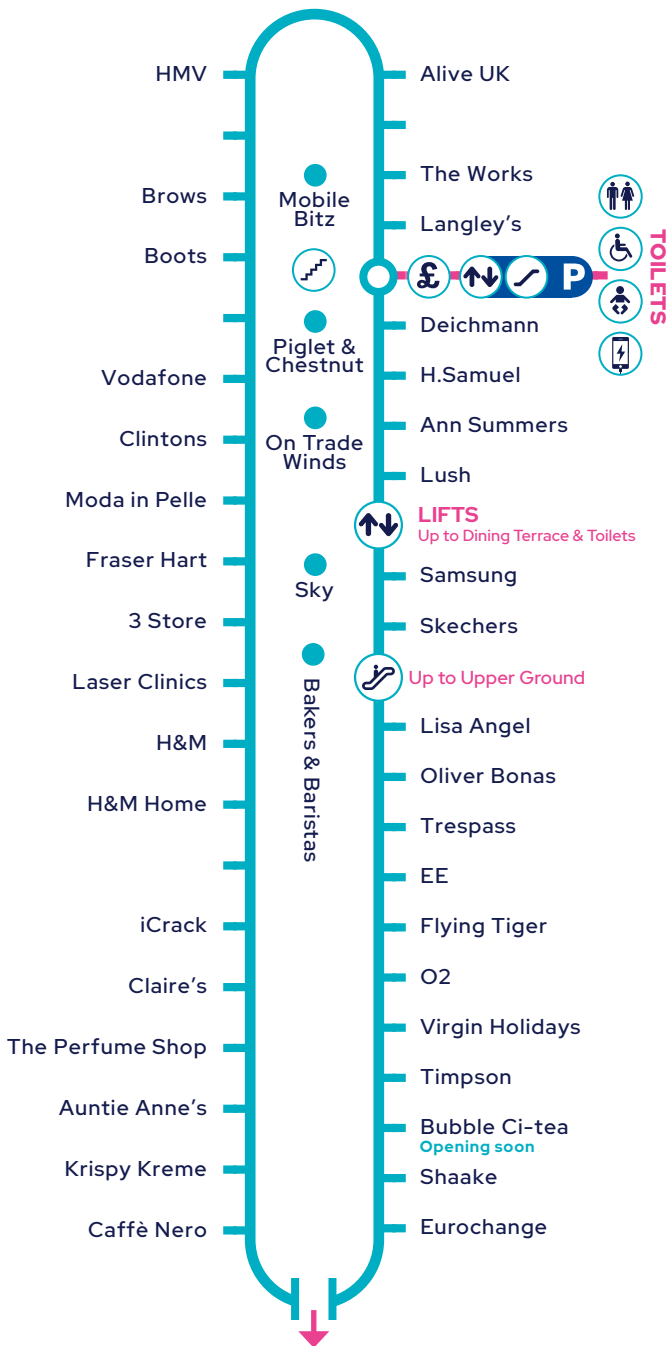 HMV
Brows
Boots
Vodafone
Clintons
Moda in Pelle
Fraser Hart
3 Store
Laser Clinics
H&M
H&M Home
iCrack
Claire’s
The Perfume Shop
Auntie Anne’s
Krispy Kreme
Caffè Nero
Mobile
Bitz
Piglet &
Chestnut
On Trade
Winds
Sky
Bakers & Baristas
Alive UK
The Works
Langley’s
£
P
TOILETS
Deichmann
H.Samuel
Ann Summers
Lush
LIFTS
Up to Dining Terrace & Toilets
Samsung
Skechers
Up to Upper Ground
Lisa Angel
Oliver Bonas
Trespass
EE
Flying Tiger
O2
Virgin Holidays
Timpson
Bubble Ci-tea
Opening soon
Shaake
Eurochange